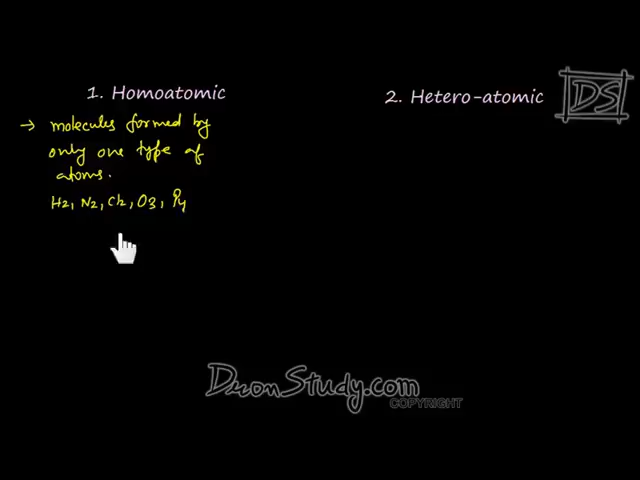 1. Homoatomic
→ molecules formed by
only one type of
atoms.
H2, N2, Cl2, O3, P4
2. Hetero-atomic
DS
DronStudy.com
COPYRIGHT